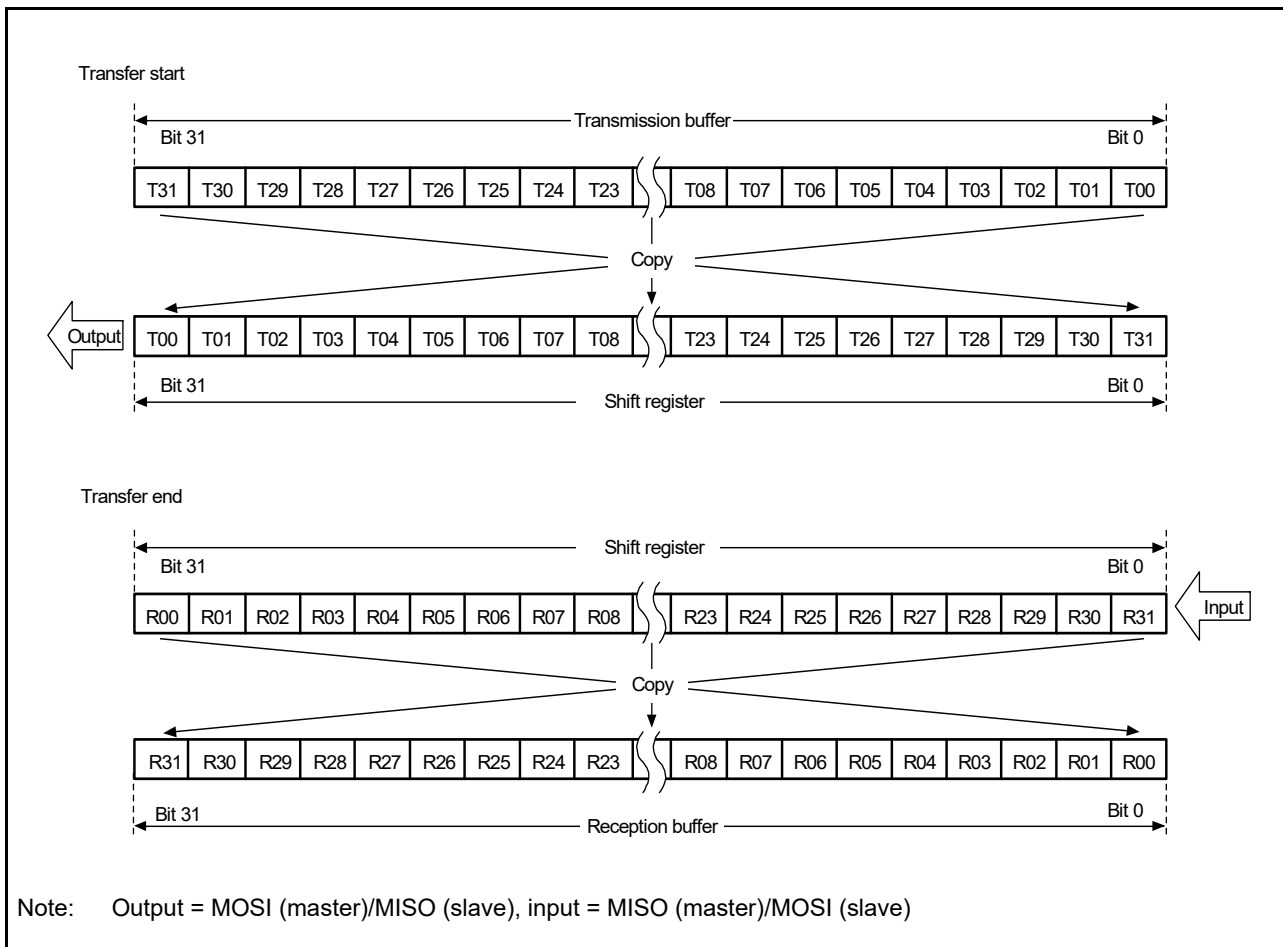 Transfer start
Transmission buffer
Bit 31 Bit 0
T31 T30 T29 T28 T27 T26 T25 T24 T23 T08 T07 T06 T05 T04 T03 T02 T01 T00
Copy
Output T00 T01 T02 T03 T04 T05 T06 T07 T08 T23 T24 T25 T26 T27 T28 T29 T30 T31
Bit 31 Bit 0
Shift register
Transfer end
Shift register
Bit 31 Bit 0
R00 R01 R02 R03 R04 R05 R06 R07 R08 R23 R24 R25 R26 R27 R28 R29 R30 R31 Input
Copy
R31 R30 R29 R28 R27 R26 R25 R24 R23 R08 R07 R06 R05 R04 R03 R02 R01 R00
Bit 31 Bit 0
Reception buffer
Note: Output = MOSI (master)/MISO (slave), input = MISO (master)/MOSI (slave)